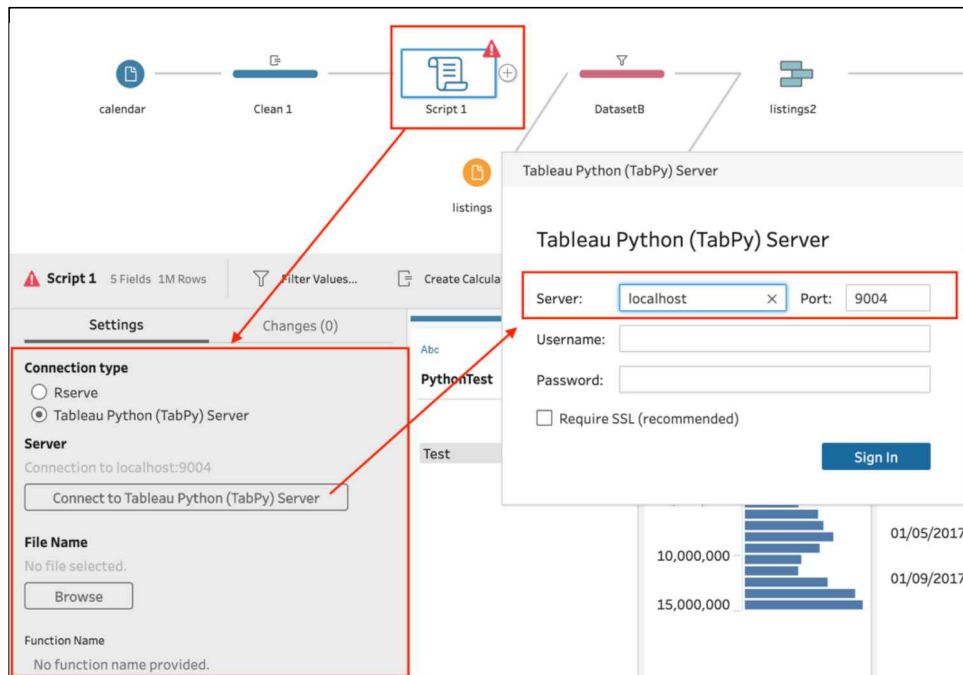 calendar
Clean 1
Script 1
DatasetB
listings2
listings
Tableau Python (TabPy) Server
Tableau Python (TabPy) Server
Server: localhost × Port: 9004
Username:
Password:
Require SSL (recommended)
Sign In
Script 1 5 Fields 1M Rows Filter Values... Create Calcula
Settings Changes (0)
Connection type
Rserve
Tableau Python (TabPy) Server
Server
Connection to localhost:9004
Connect to Tableau Python (TabPy) Server
File Name
No file selected.
Browse
Function Name
No function name provided.
Abc
PythonTest
Test
10,000,000
15,000,000
01/05/2017
01/09/2017